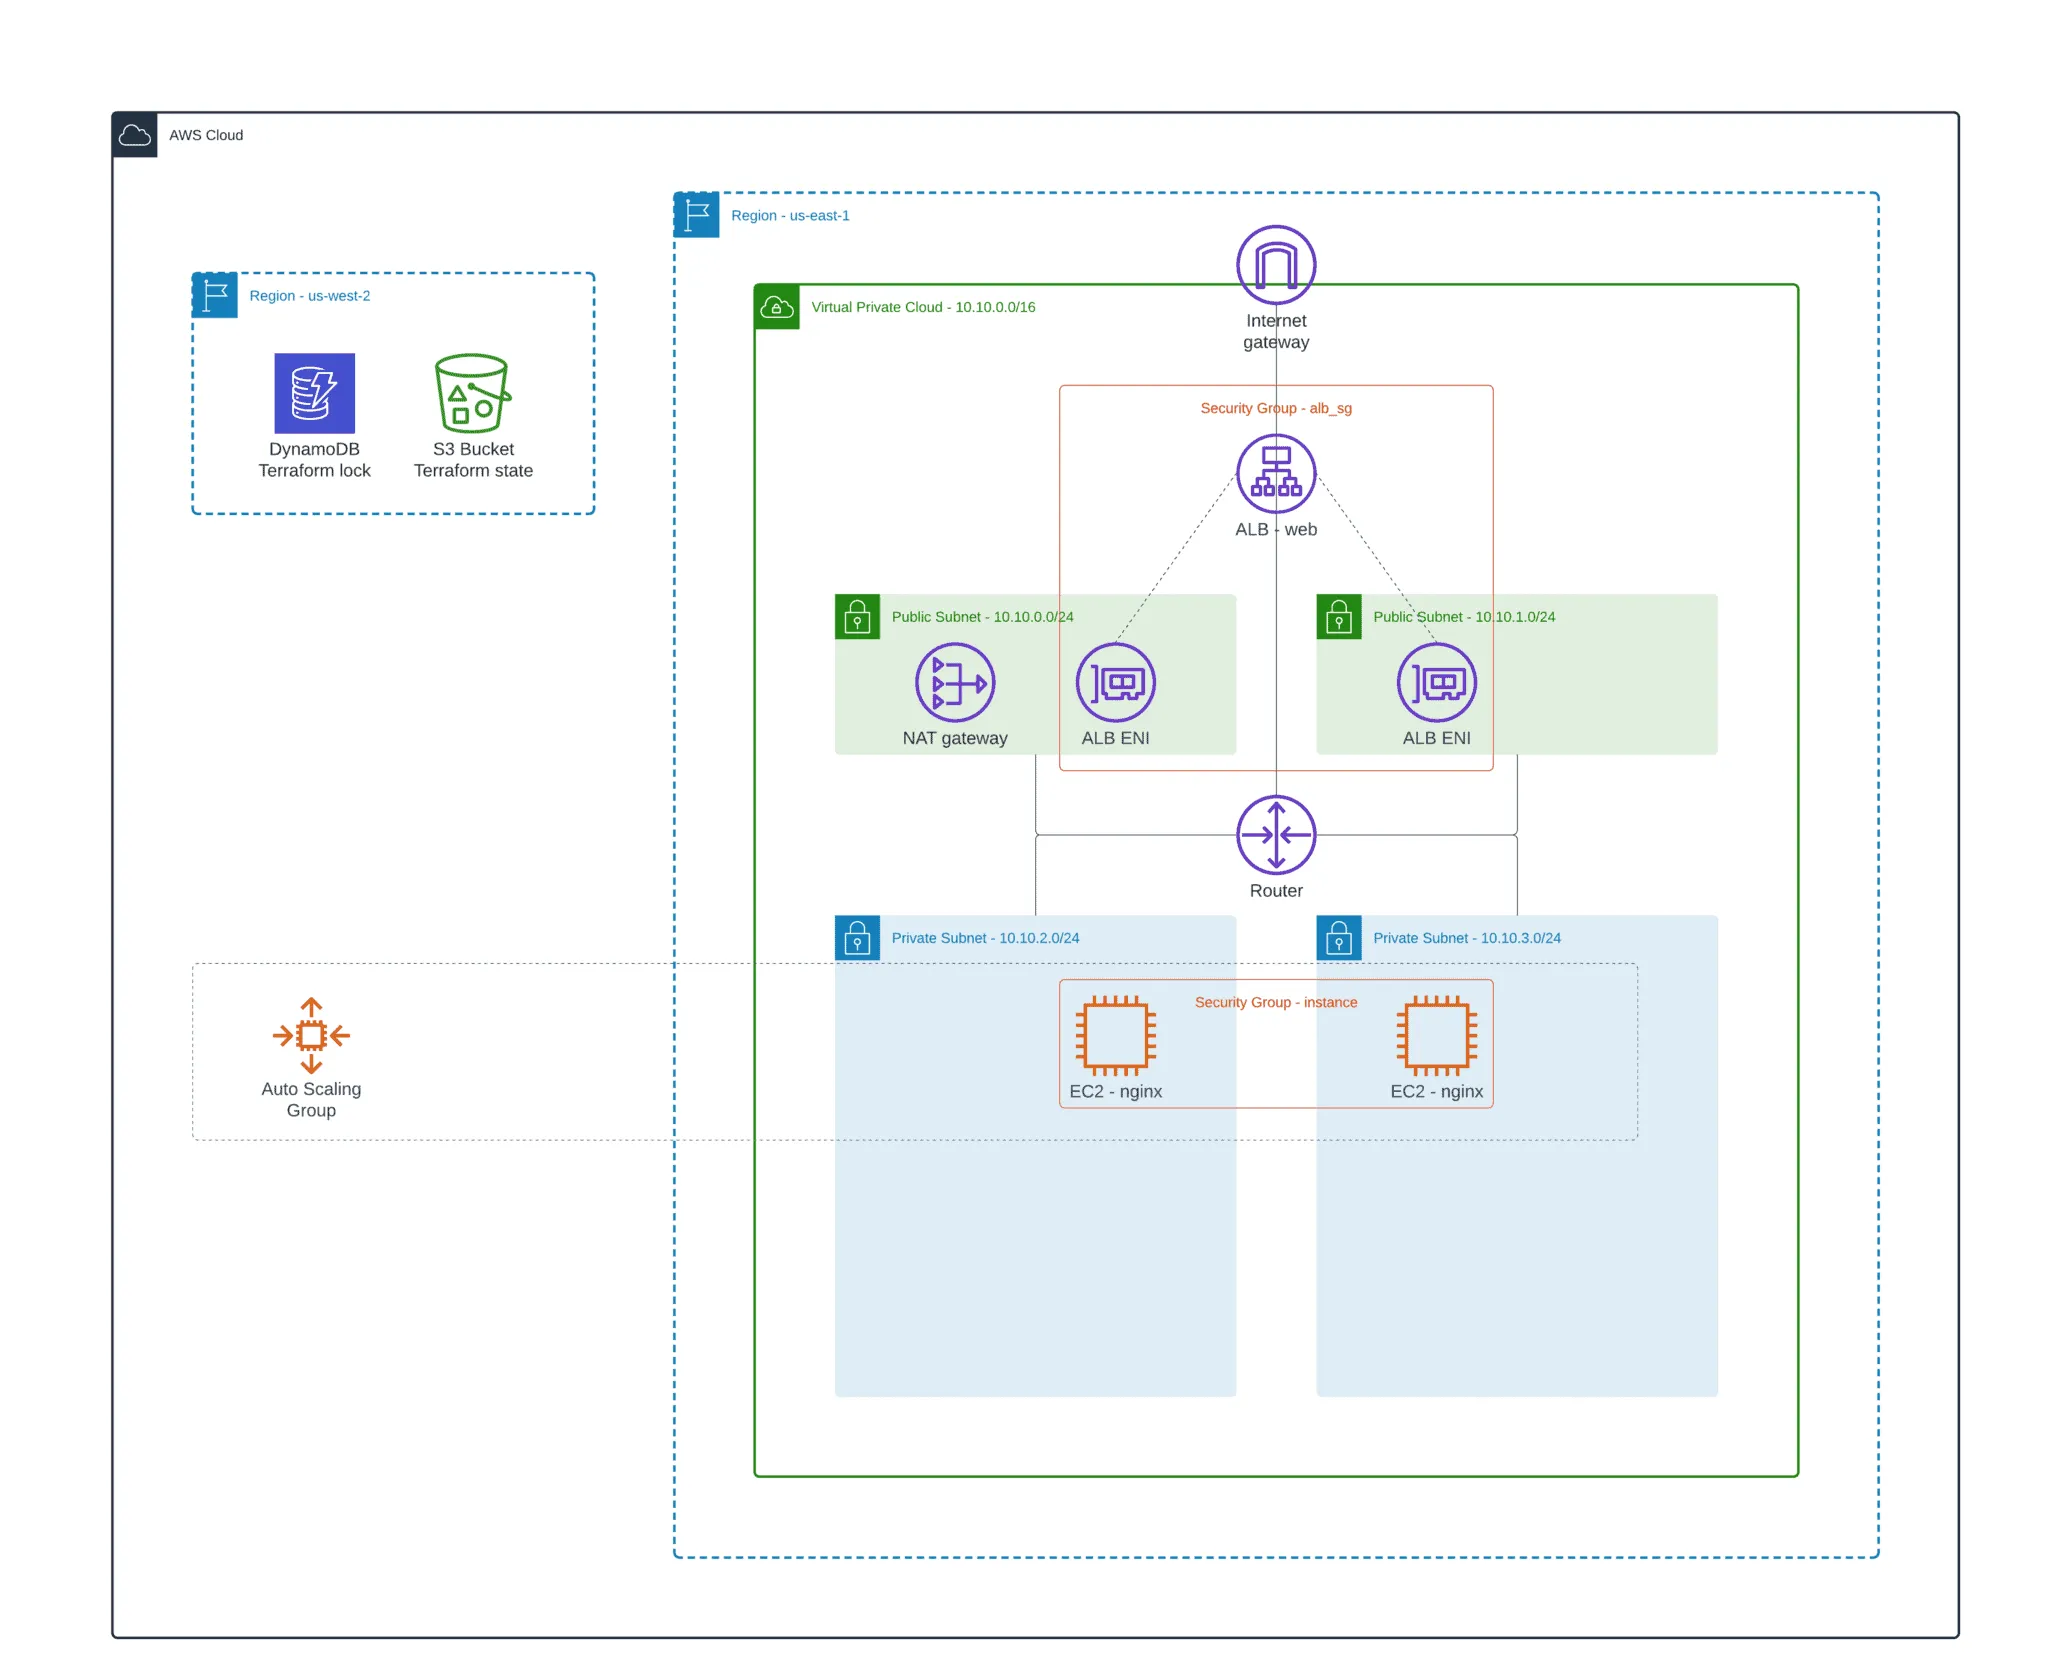 AWS Cloud
Region - us-east-1
Region - us-west-2
Virtual Private Cloud - 10.10.0.0/16
Internet
gateway
Security Group - alb_sg
DynamoDB
Terraform lock
S3 Bucket
Terraform state
ALB - web
Public Subnet - 10.10.0.0/24
Public Subnet - 10.10.1.0/24
NAT gateway
ALB ENI
ALB ENI
Router
Private Subnet - 10.10.2.0/24
Private Subnet - 10.10.3.0/24
Security Group - instance
Auto Scaling
Group
EC2 - nginx
EC2 - nginx